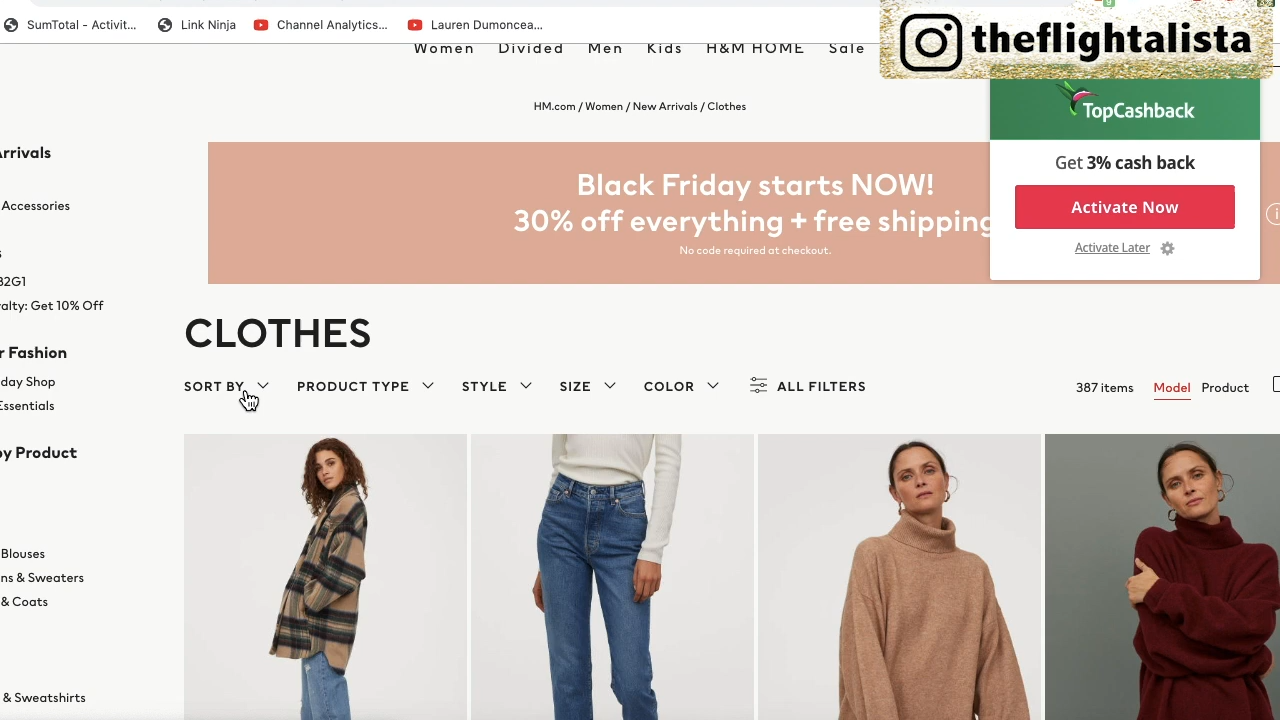 SumTotal - Activit...
Link Ninja
Channel Analytics...
Lauren Dumoncea...
theflightalista
Women Divided Men Kids H&M HOME Sale
TopCashback
Get 3% cash back
Activate Now
Activate Later
HM.com / Women / New Arrivals / Clothes
Black Friday starts NOW!
30% off everything + free shipping
No code required at checkout.
Arrivals
Accessories
s
B2G1
alty: Get 10% Off
r Fashion
day Shop
Essentials
by Product
Blouses
ns & Sweaters
& Coats
& Sweatshirts
CLOTHES
SORT BY
PRODUCT TYPE
STYLE
SIZE
COLOR
ALL FILTERS
387 items
Model
Product